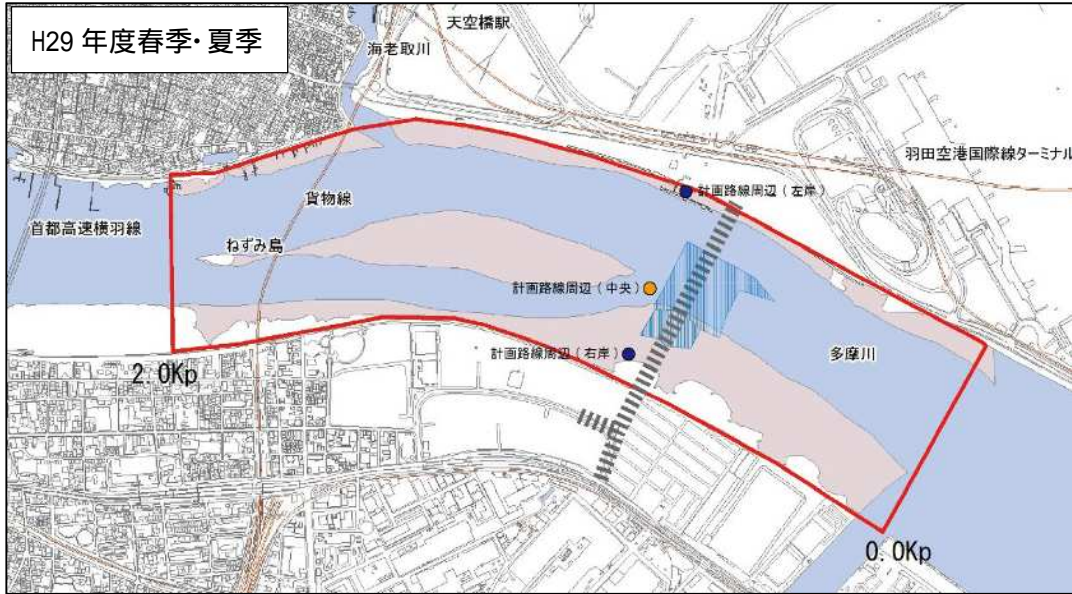 H29年度春季・夏季
天空橋駅
海老取川
羽田空港国際線ターミナル
計画路線周辺（左岸）
貨物線
首都高速横羽線
ねずみ島
計画路線周辺（中央）
計画路線周辺（右岸）
多摩川
2.0Kp
0.0Kp